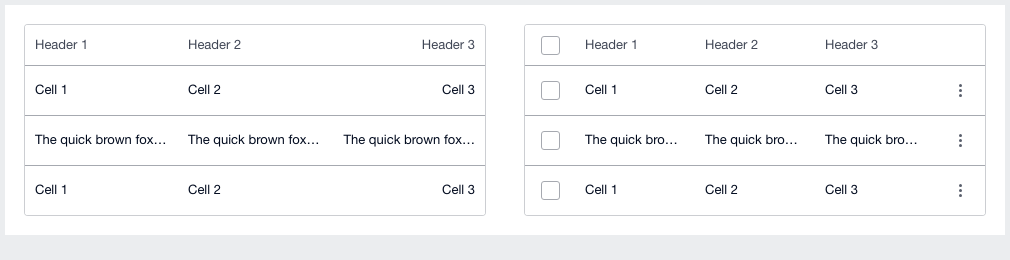 Header 1 Header 2 Header 3
Cell 1 Cell 2 Cell 3
The quick brown fox… The quick brown fox… The quick brown fox…
Cell 1 Cell 2 Cell 3
Header 1 Header 2 Header 3
Cell 1 Cell 2 Cell 3
The quick bro… The quick bro… The quick bro…
Cell 1 Cell 2 Cell 3